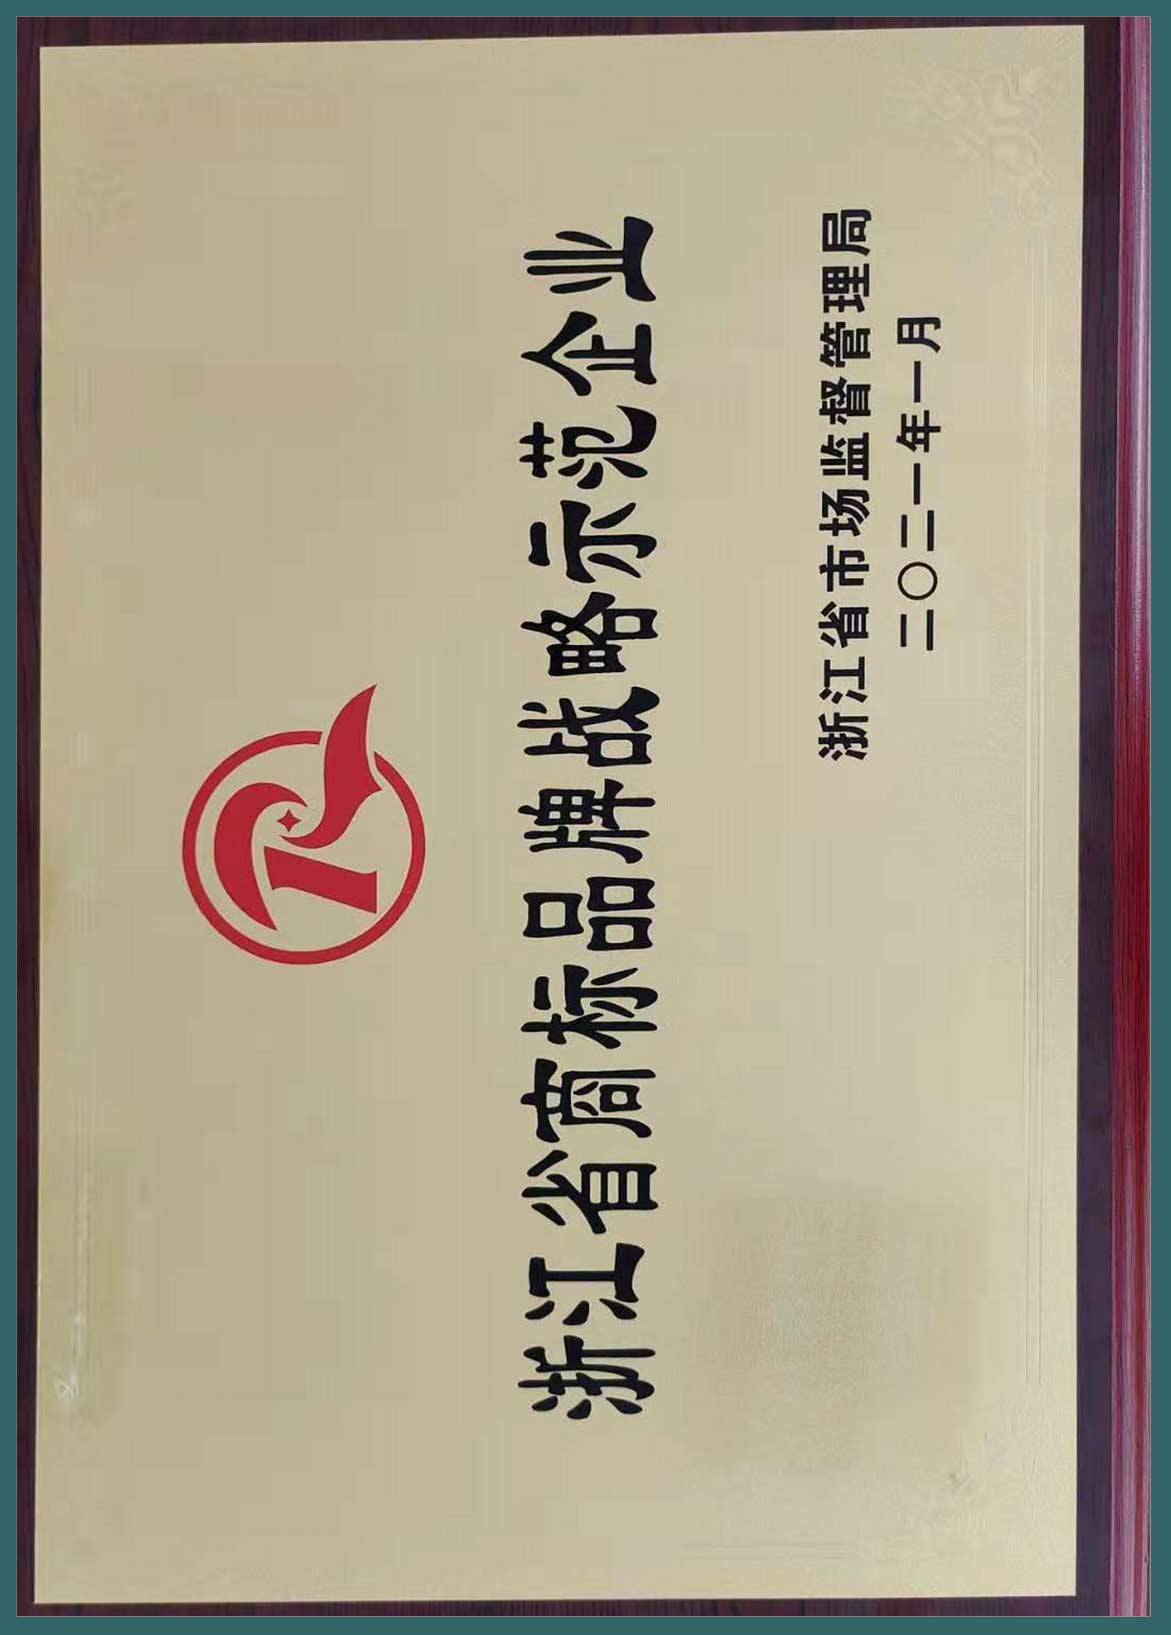 浙江省商标品牌战略示范企业
浙江省市场监督管理局
二〇二一年一月